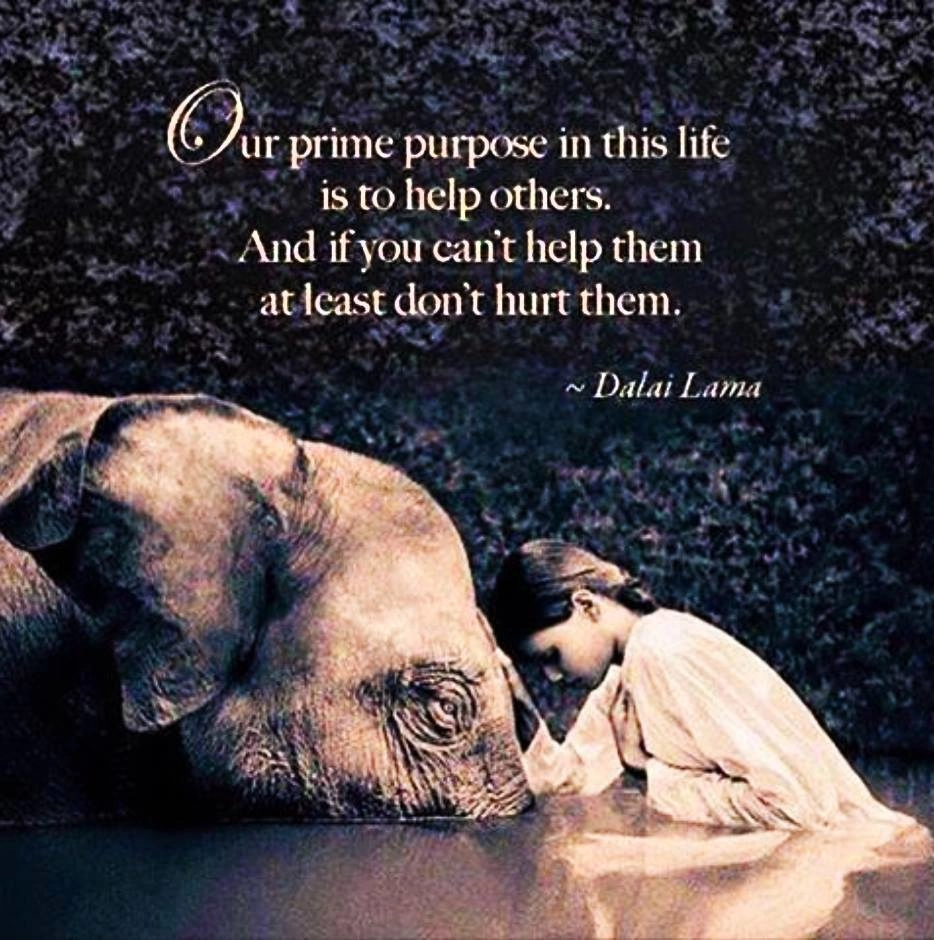 Our prime purpose in this life
is to help others.
And if you can't help them
at least don't hurt them.
~ Dalai Lama